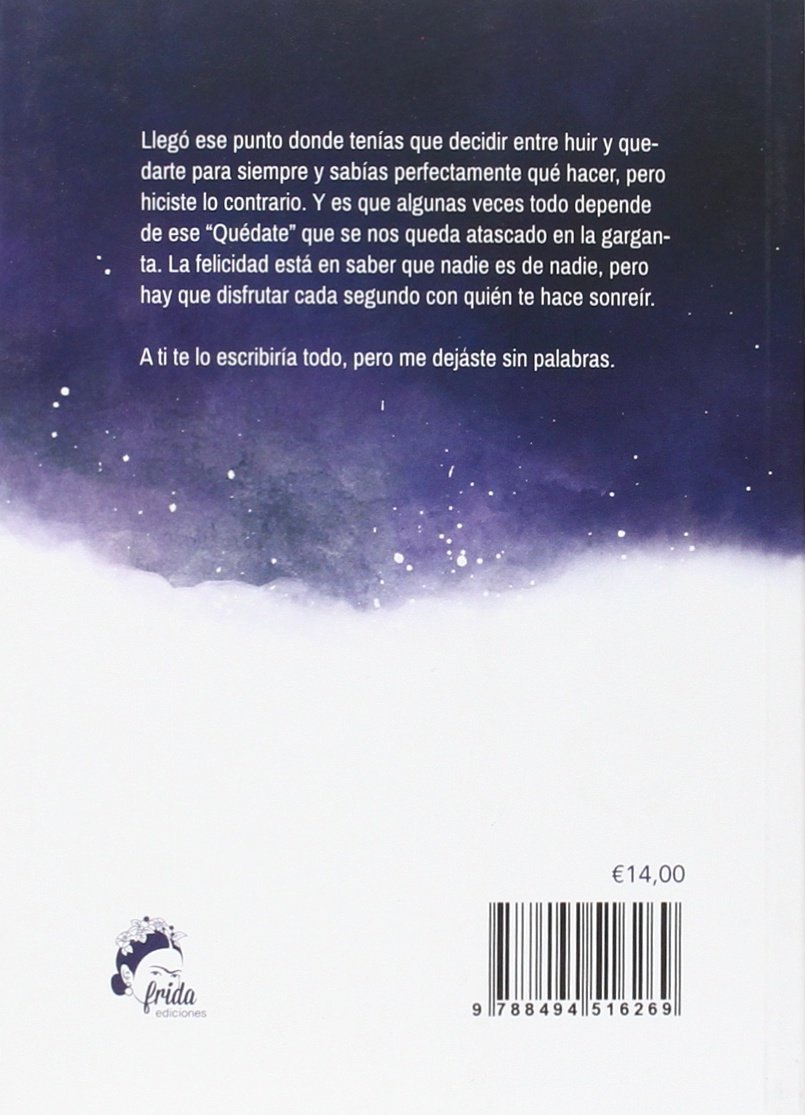 Llegó ese punto donde tenías que decidir entre huir y que-
darte para siempre y sabías perfectamente qué hacer, pero
hiciste lo contrario. Y es que algunas veces todo depende
de ese “Quédate” que se nos queda atascado en la gargan-
ta. La felicidad está en saber que nadie es de nadie, pero
hay que disfrutar cada segundo con quién te hace sonreír.
A ti te lo escribiría todo, pero me dejáste sin palabras.
€14,00
frida
ediciones
9 788494 516269